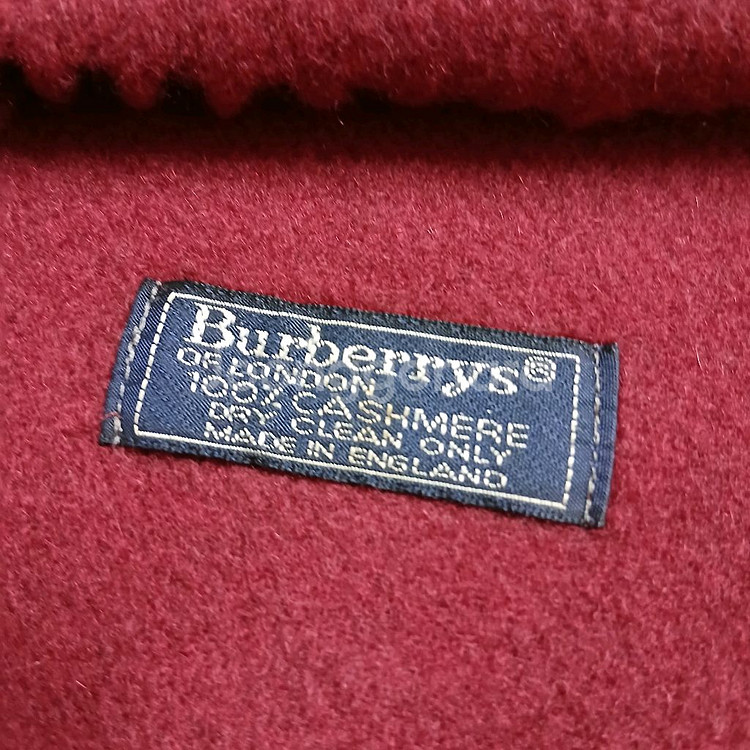 Burberrys®
OF LONDON
100% CASHMERE
DRY CLEAN ONLY
MADE IN ENGLAND